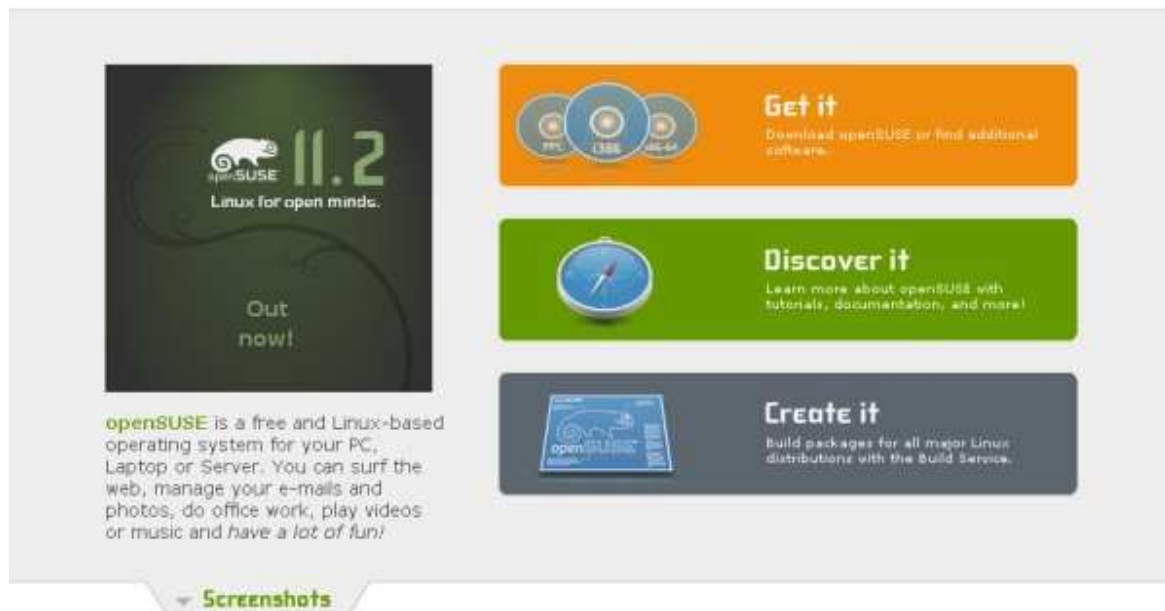 openSUSE 11.2
Linux for open minds.
Out
now!
openSUSE is a free and Linux-based
operating system for your PC,
Laptop or Server. You can surf the
web, manage your e-mails and
photos, do office work, play videos
or music and have a lot of fun!
PPC i386 x86-64
Get it
Download openSUSE or find additional
software.
Discover it
Learn more about openSUSE with
tutorials, documentation, and more!
open
Create it
Build packages for all major Linux
distributions with the Build Service.
Screenshots